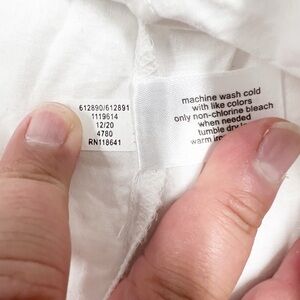 612890/612891
1119614
12/20
4780
RN118641
machine wash cold
with like colors
only non-chlorine bleach
when needed
tumble dry
warm